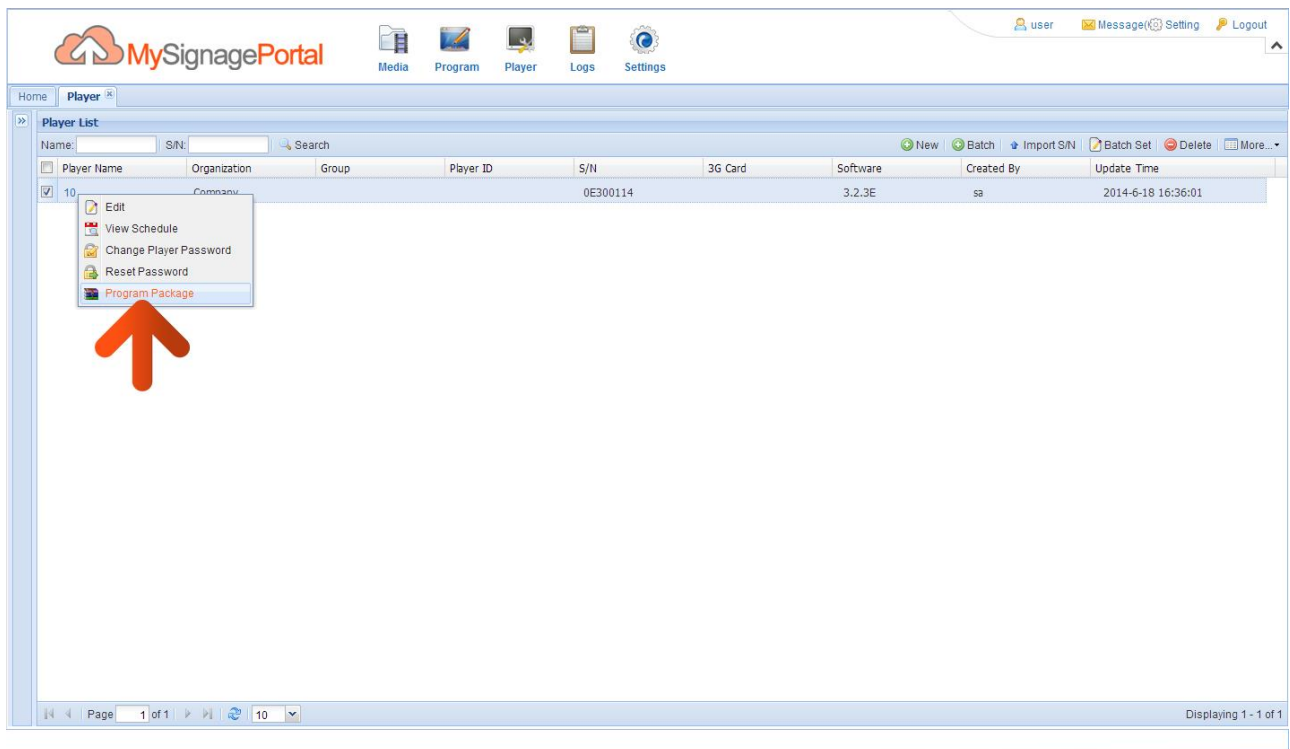 user Message( Setting Logout
MySignagePortal
Media Program Player Logs Settings
Home Player
Player List
Name: S/N: Search New Batch Import S/N Batch Set Delete More...
Player Name Organization Group Player ID S/N 3G Card Software Created By Update Time
10 Company 0E300114 3.2.3E sa 2014-6-18 16:36:01
Edit
View Schedule
Change Player Password
Reset Password
Program Package
Page 1 of 1 10 Displaying 1 - 1 of 1